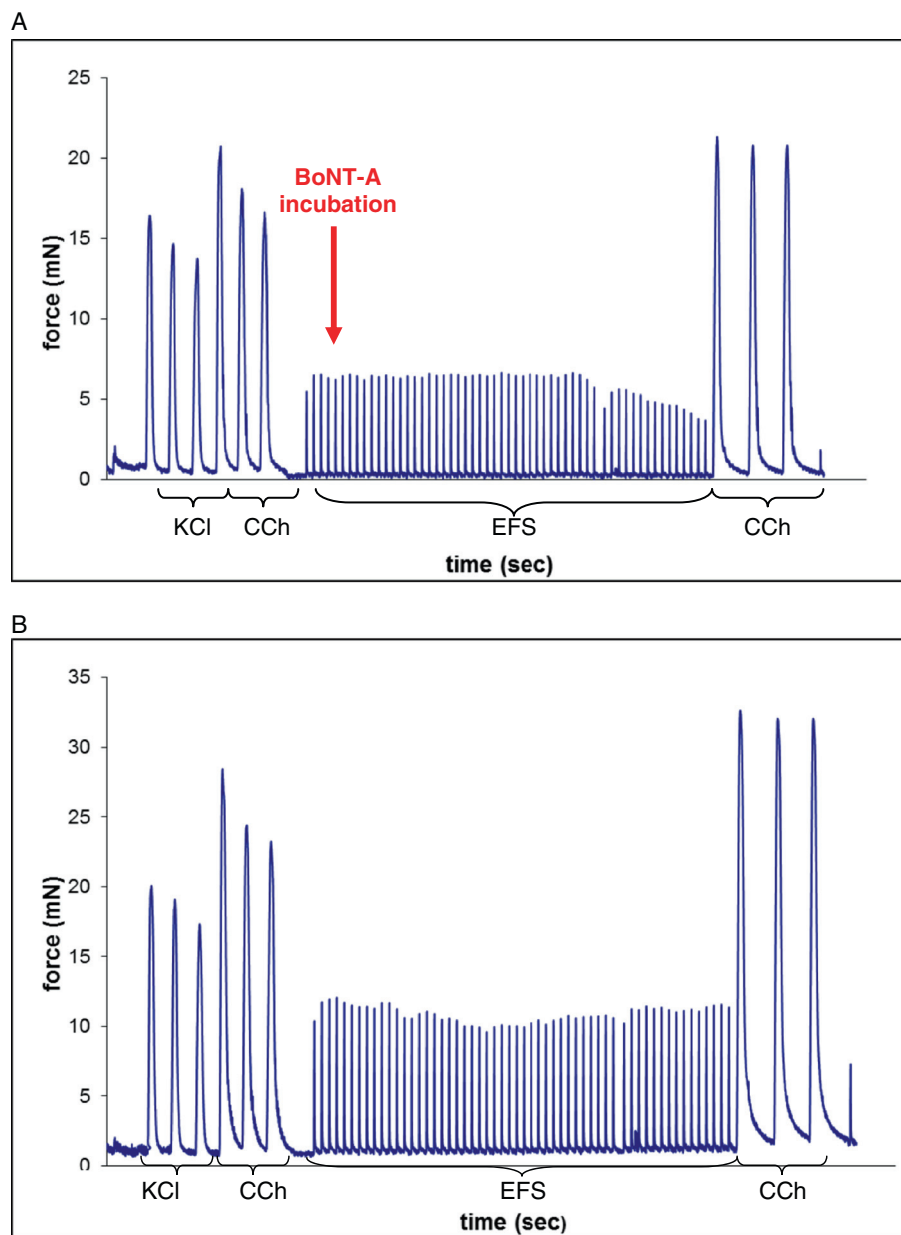 A
25
20
15
10
5
0
force (mN)
BoNT-A
incubation
KCl CCh EFS CCh
time (sec)
B
35
30
25
20
15
10
5
0
force (mN)
KCl CCh EFS CCh
time (sec)